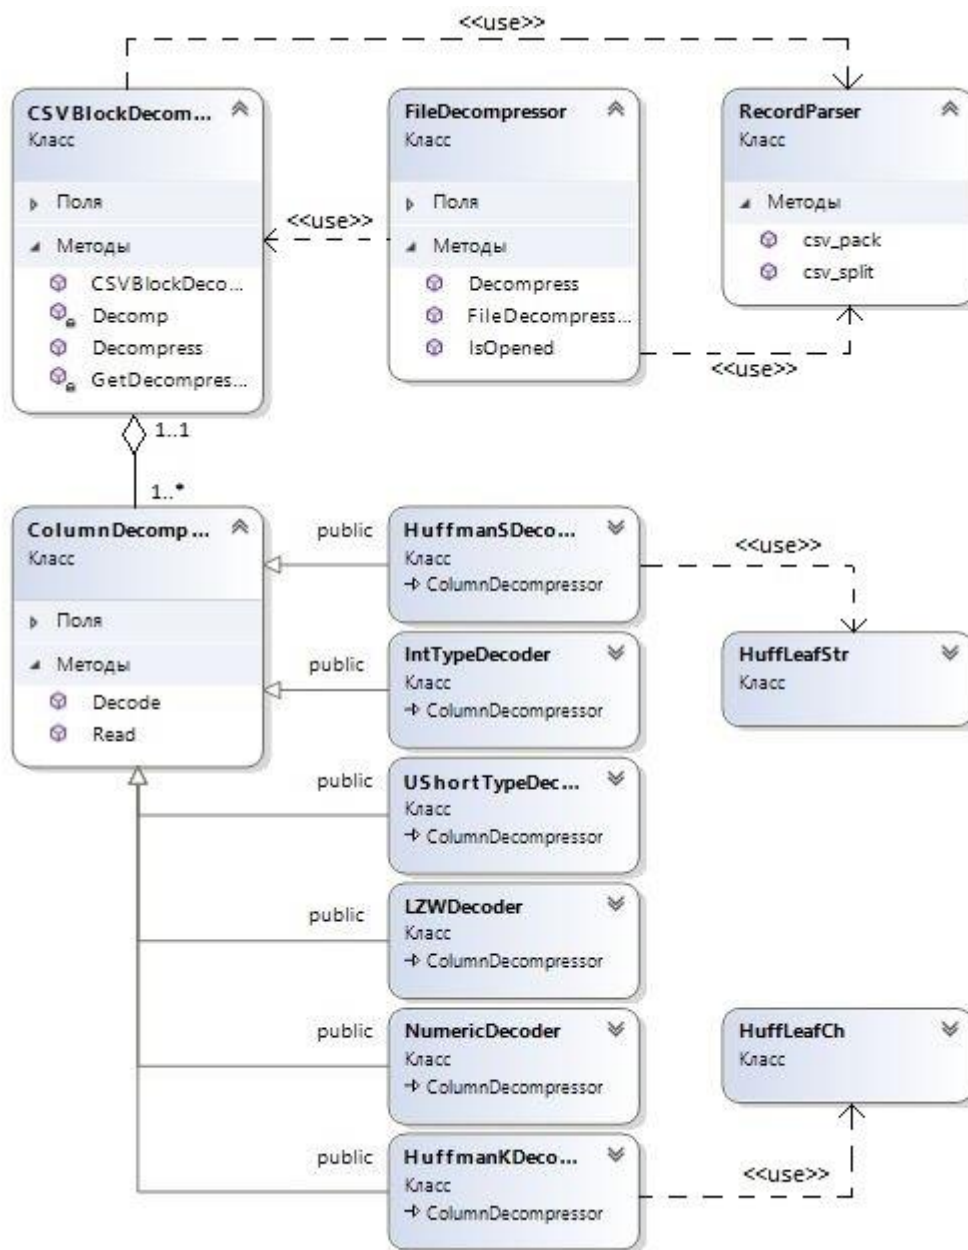 <<use>>
CSVBlockDecom...
Класс
Поля
Методы
CSVBlockDeco...
Decomp
Decompress
GetDecompres...
<<use>>
FileDecompressor
Класс
Поля
Методы
Decompress
FileDecompress...
IsOpened
RecordParser
Класс
Методы
csv_pack
csv_split
<<use>>
1..1
1..*
ColumnDecomp...
Класс
Поля
Методы
Decode
Read
public
HuffmanSDeco...
Класс
ColumnDecompressor
<<use>>
HuffLeafStr
Класс
public
IntTypeDecoder
Класс
ColumnDecompressor
public
UShortTypeDec...
Класс
ColumnDecompressor
public
LZWDecoder
Класс
ColumnDecompressor
public
NumericDecoder
Класс
ColumnDecompressor
HuffLeafCh
Класс
public
HuffmanKDeco...
Класс
ColumnDecompressor
<<use>>